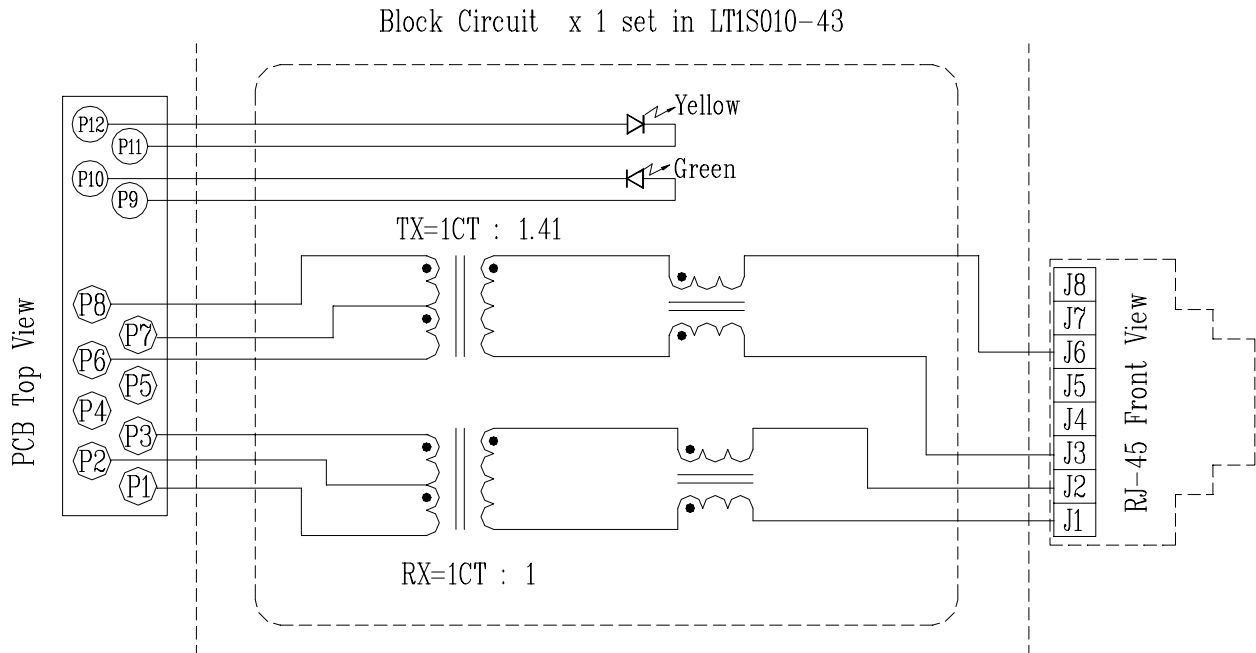 Block Circuit x 1 set in LT1S010-43
P12
Yellow
P11
P10
Green
P9
TX=1CT : 1.41
P8
P7
P6
P5
P4
P3
P2
P1
PCB Top View
J8
J7
J6
J5
J4
J3
J2
J1
RJ-45 Front View
RX=1CT : 1